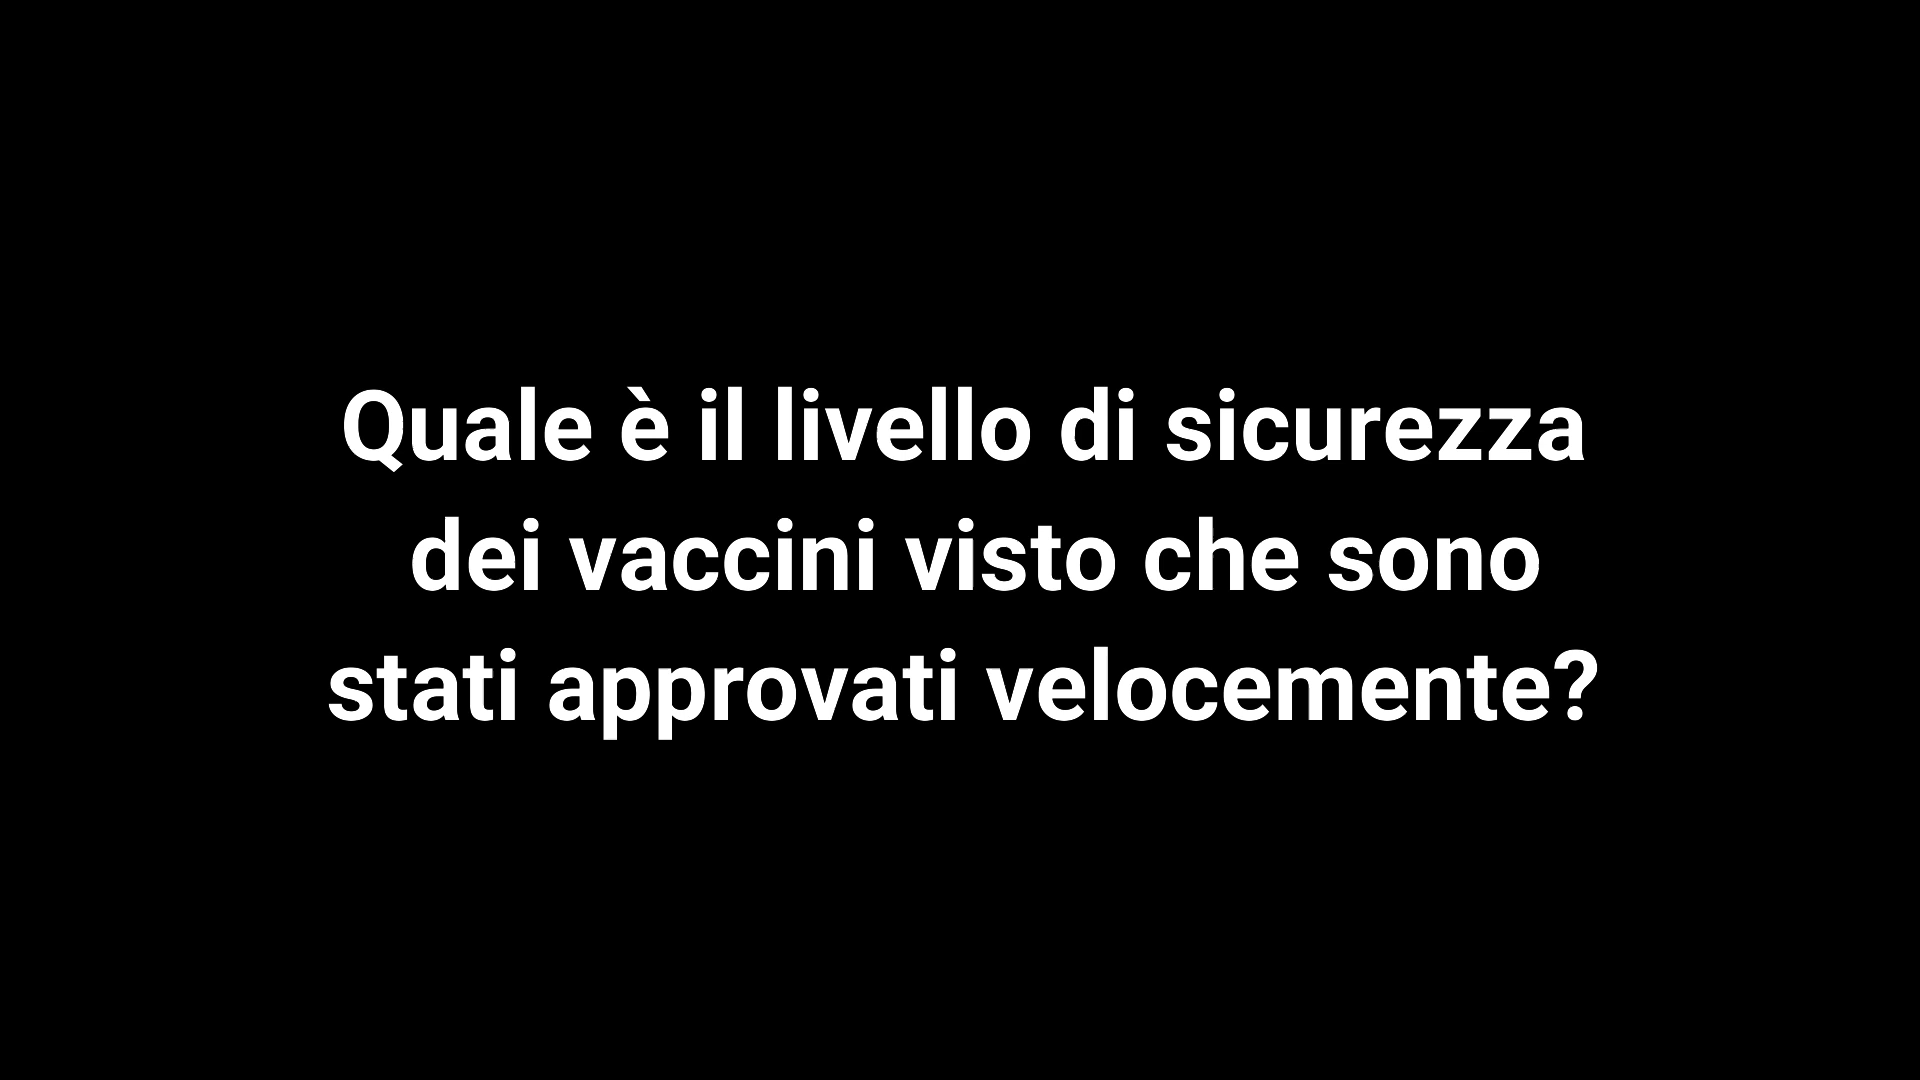 Quale è il livello di sicurezza
dei vaccini visto che sono
stati approvati velocemente?